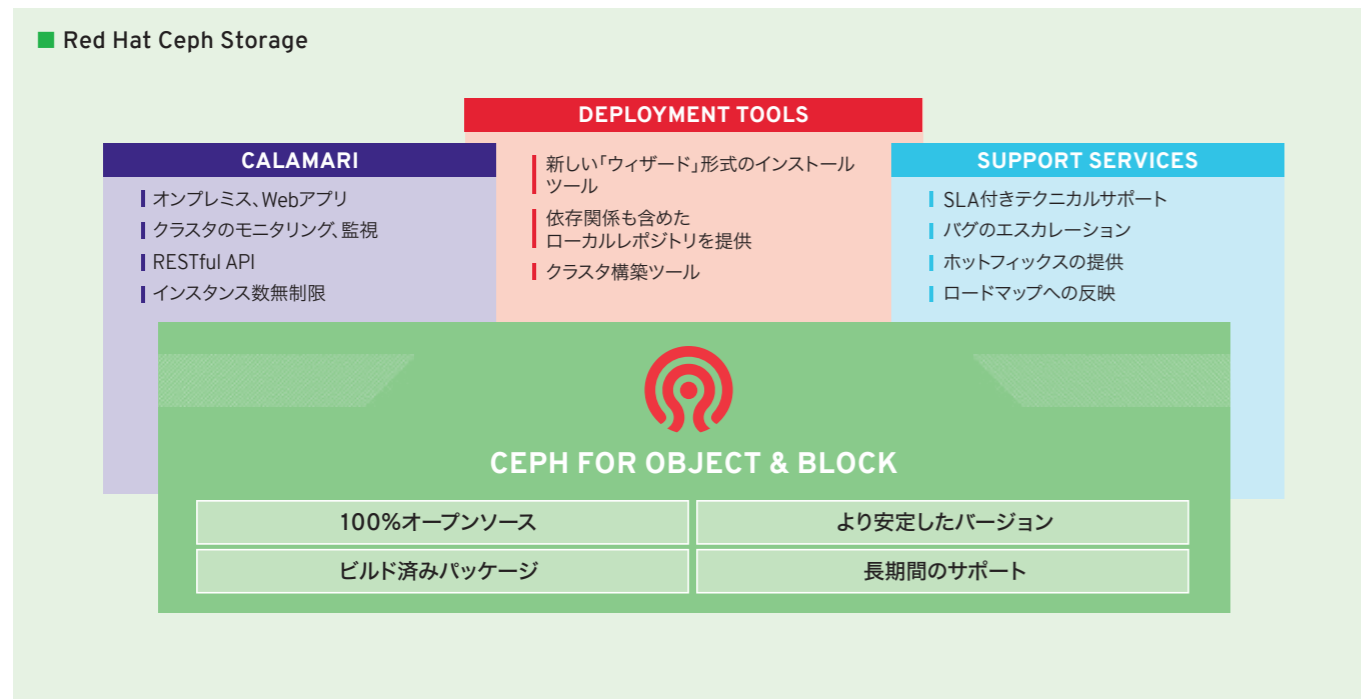 Red Hat Ceph Storage
DEPLOYMENT TOOLS
新しい「ウィザード」形式のインストール
ツール
依存関係も含めた
ローカルレポジトリを提供
クラスタ構築ツール
CALAMARI
オンプレミス、Webアプリ
クラスタのモニタリング、監視
RESTful API
インスタンス数無制限
SUPPORT SERVICES
SLA付きテクニカルサポート
バグのエスカレーション
ホットフィックスの提供
ロードマップへの反映
CEPH FOR OBJECT & BLOCK
100%オープンソース
より安定したバージョン
ビルド済みパッケージ
長期間のサポート